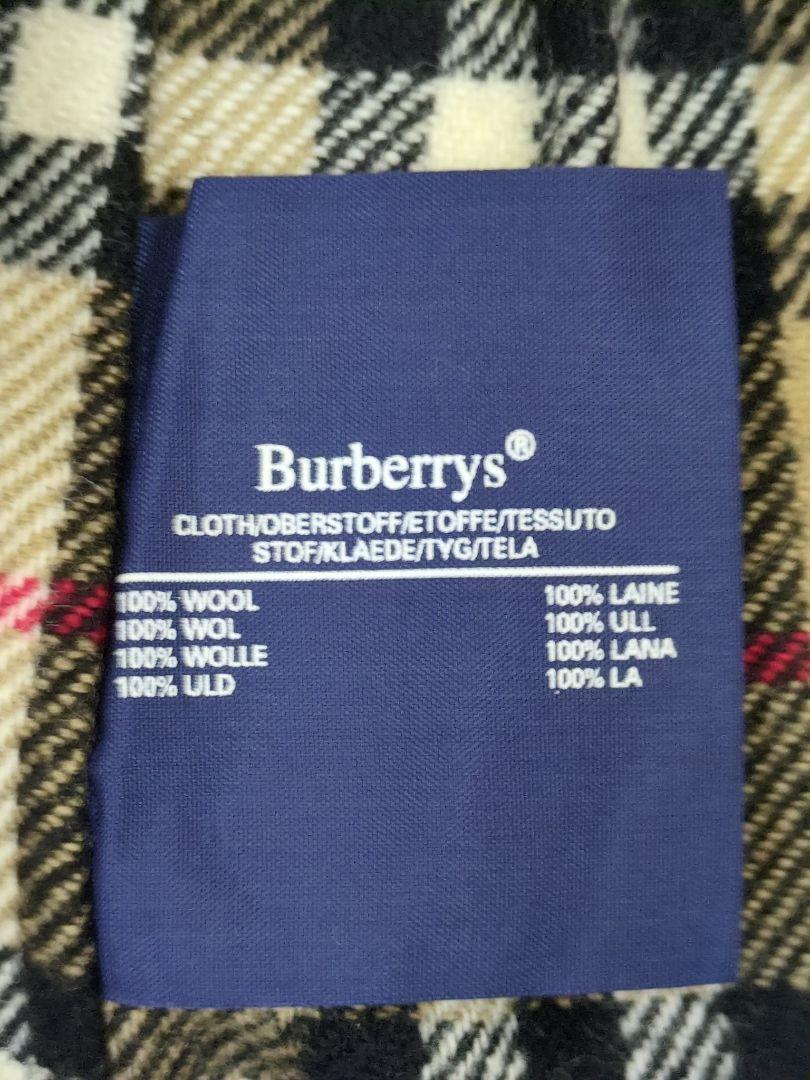 Burberrys®
CLOTH/OBERSTOFF/ETOFFE/TESSUTO
STOF/KLAEDE/TYG/TELA
100% WOOL 100% LAINE
100% WOL 100% ULL
100% WOLLE 100% LANA
100% ULD 100% LA